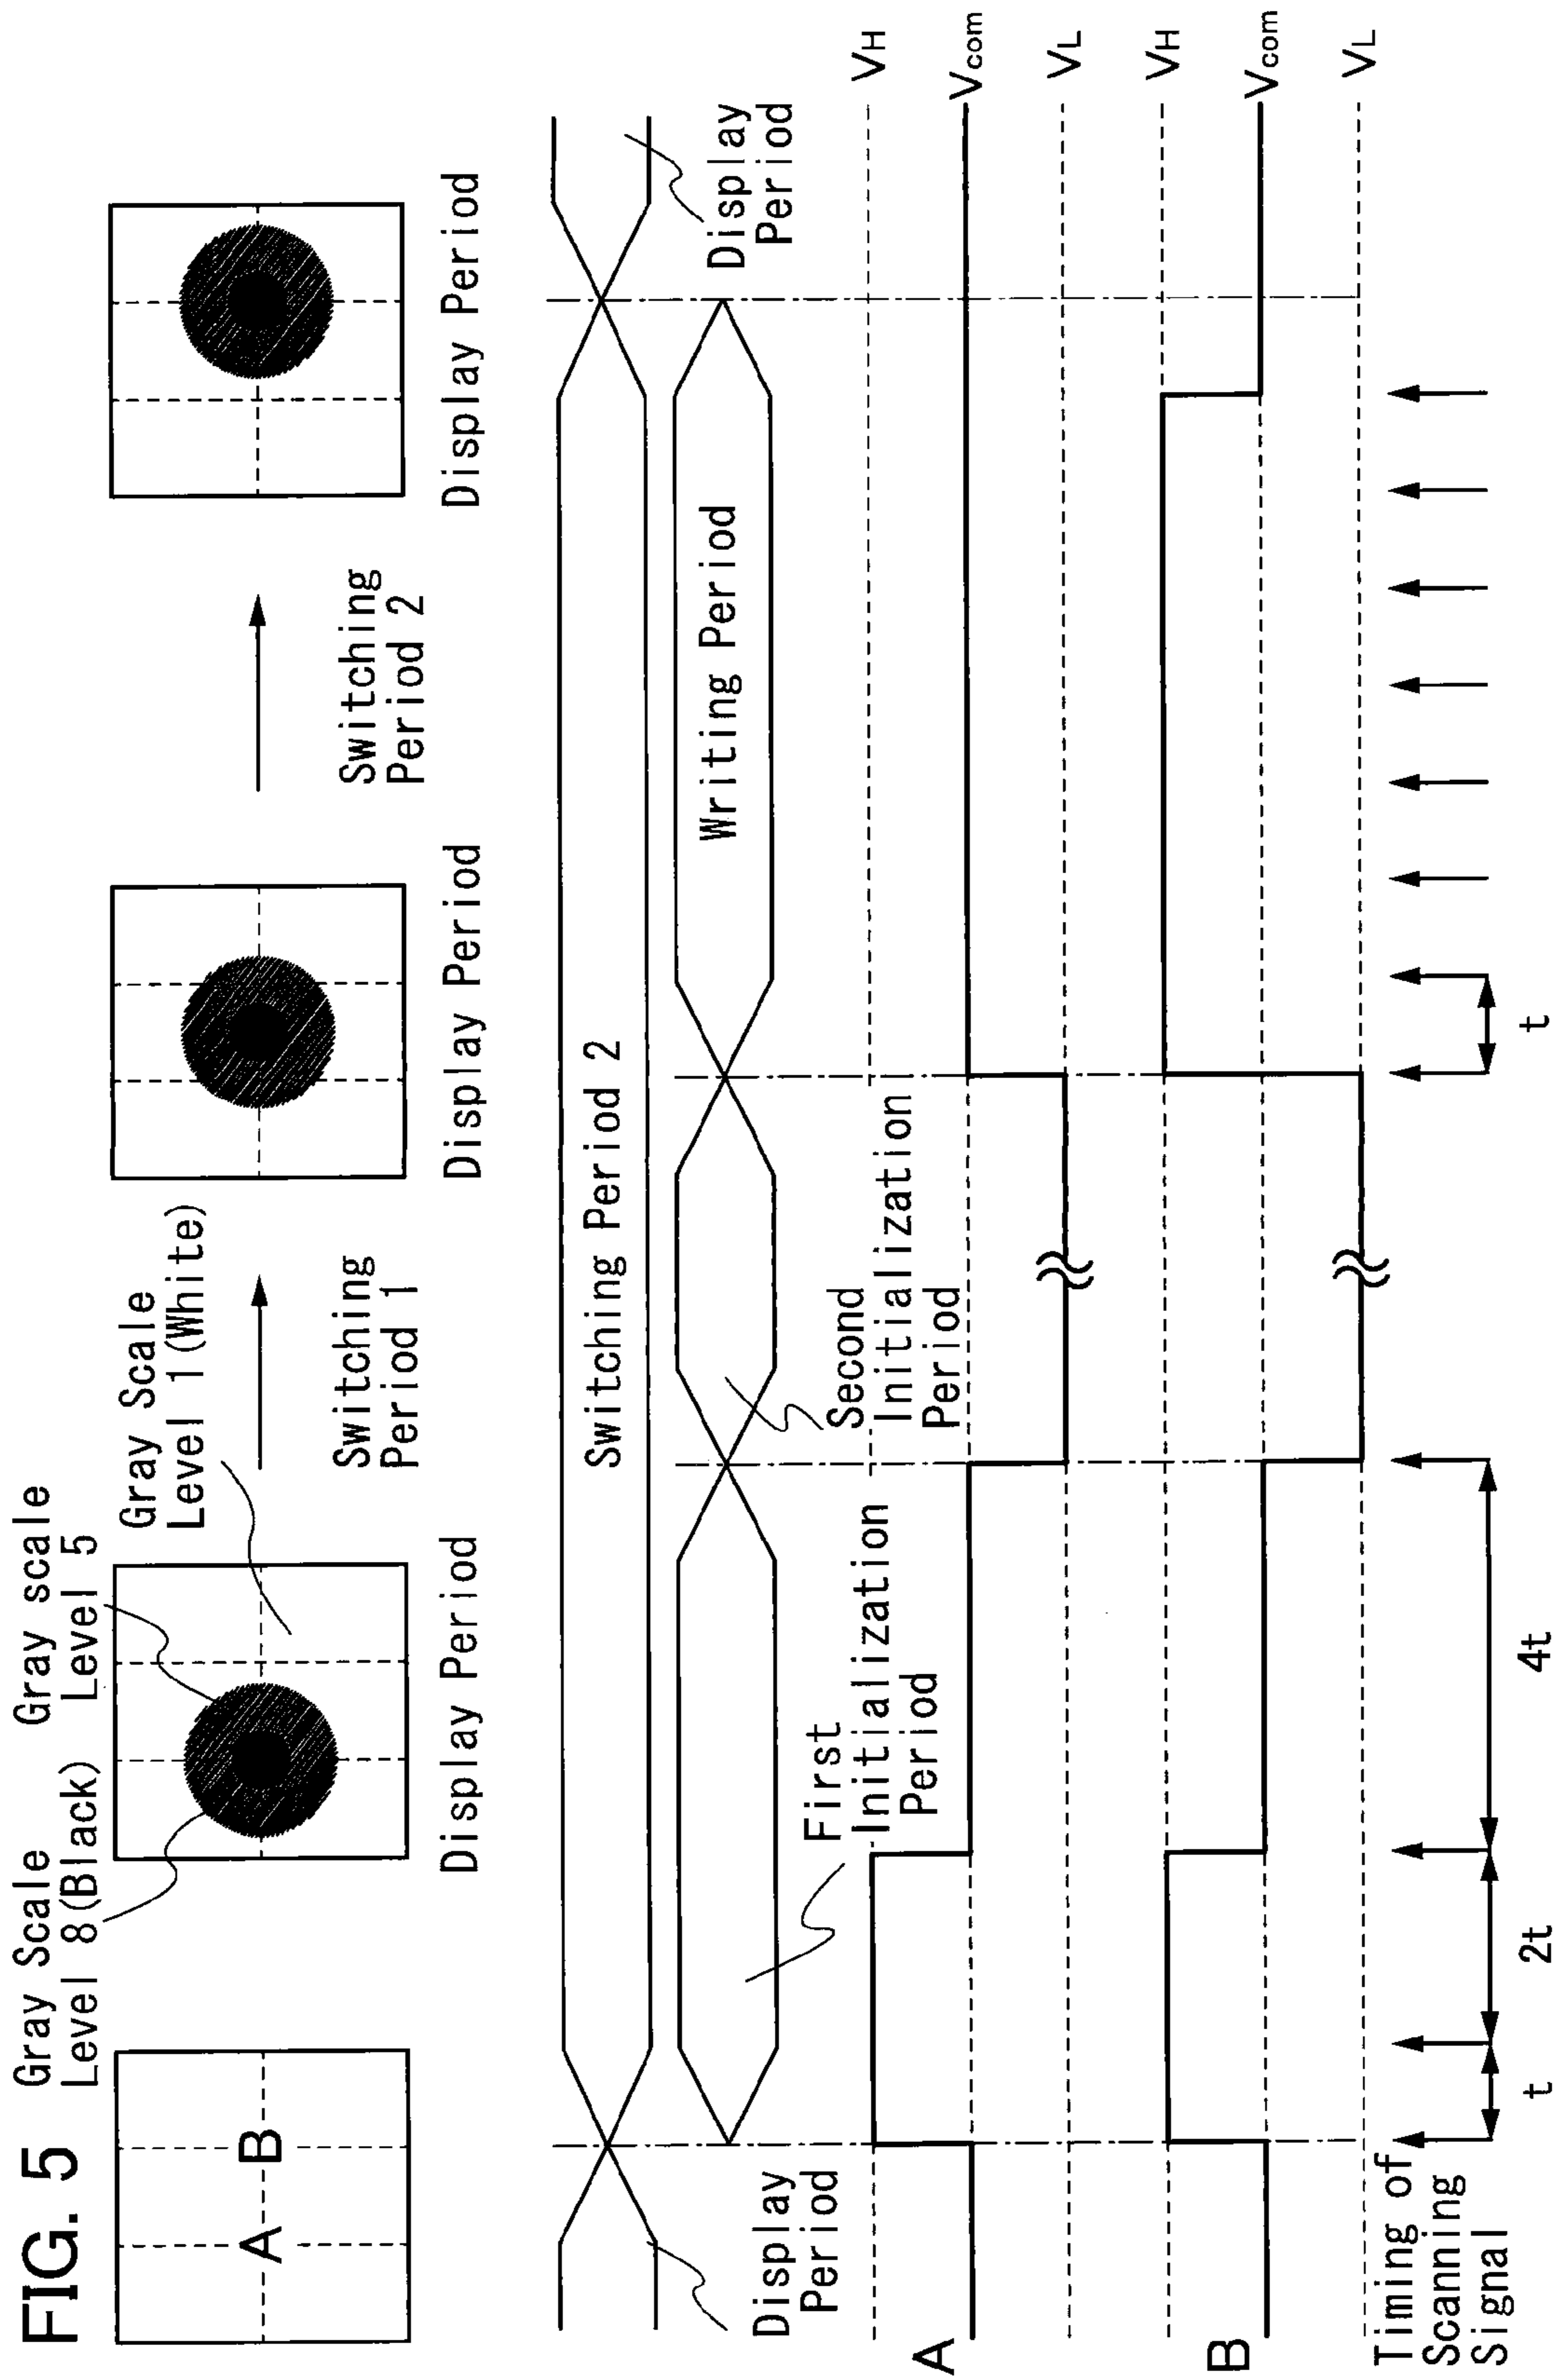 FIG. 5
A
B
Gray Scale
Level 8(Black)
Gray scale
Level 5
Gray Scale
Level 1(White)
Display Period
Switching
Period 1
Display Period
Switching
Period 2
Display Period
Display
Period
Switching Period 2
Display
Period
First
Initialization
Period
Second
Initialization
Period
Writing Period
A
VH
Vcom
VL
B
VH
Vcom
VL
Timing of
Scanning
Signal
t
2t
4t
t